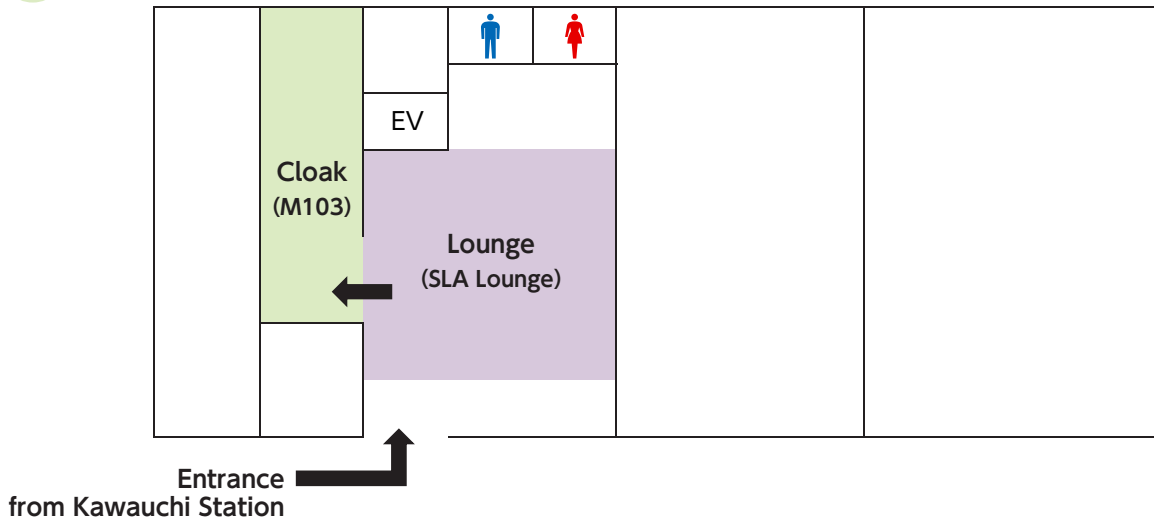 EV
Cloak
(M103)
Lounge
(SLA Lounge)
Entrance
from Kawauchi Station